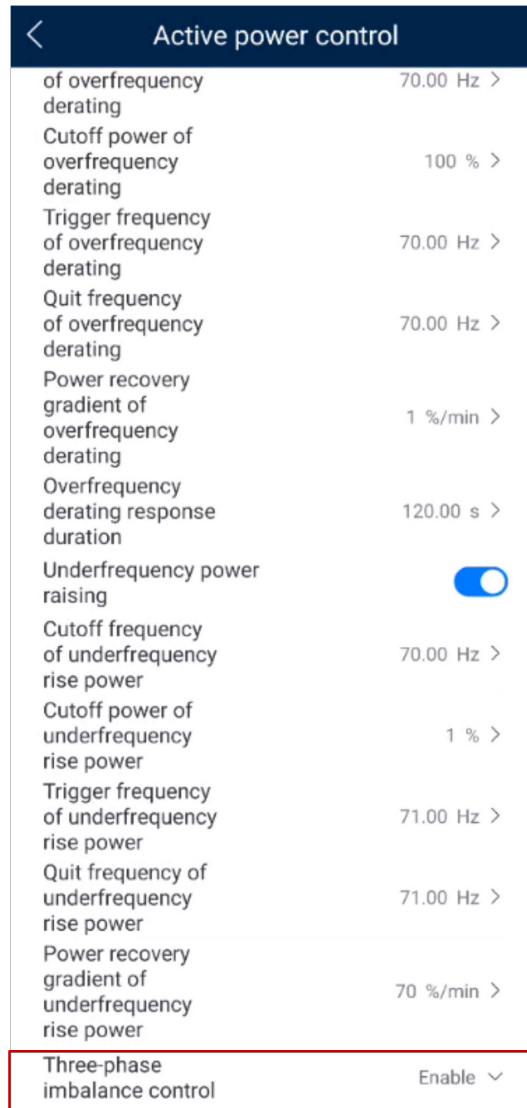 Active power control
of overfrequency 70.00 Hz >
derating
Cutoff power of
overfrequency 100 % >
derating
Trigger frequency
of overfrequency 70.00 Hz >
derating
Quit frequency
of overfrequency 70.00 Hz >
derating
Power recovery
gradient of
overfrequency 1 %/min >
derating
Overfrequency
derating response 120.00 s >
duration
Underfrequency power
raising
Cutoff frequency
of underfrequency 70.00 Hz >
rise power
Cutoff power of
underfrequency 1 % >
rise power
Trigger frequency
of underfrequency 71.00 Hz >
rise power
Quit frequency of
underfrequency 71.00 Hz >
rise power
Power recovery
gradient of
underfrequency 70 %/min >
rise power
Three-phase
imbalance control Enable